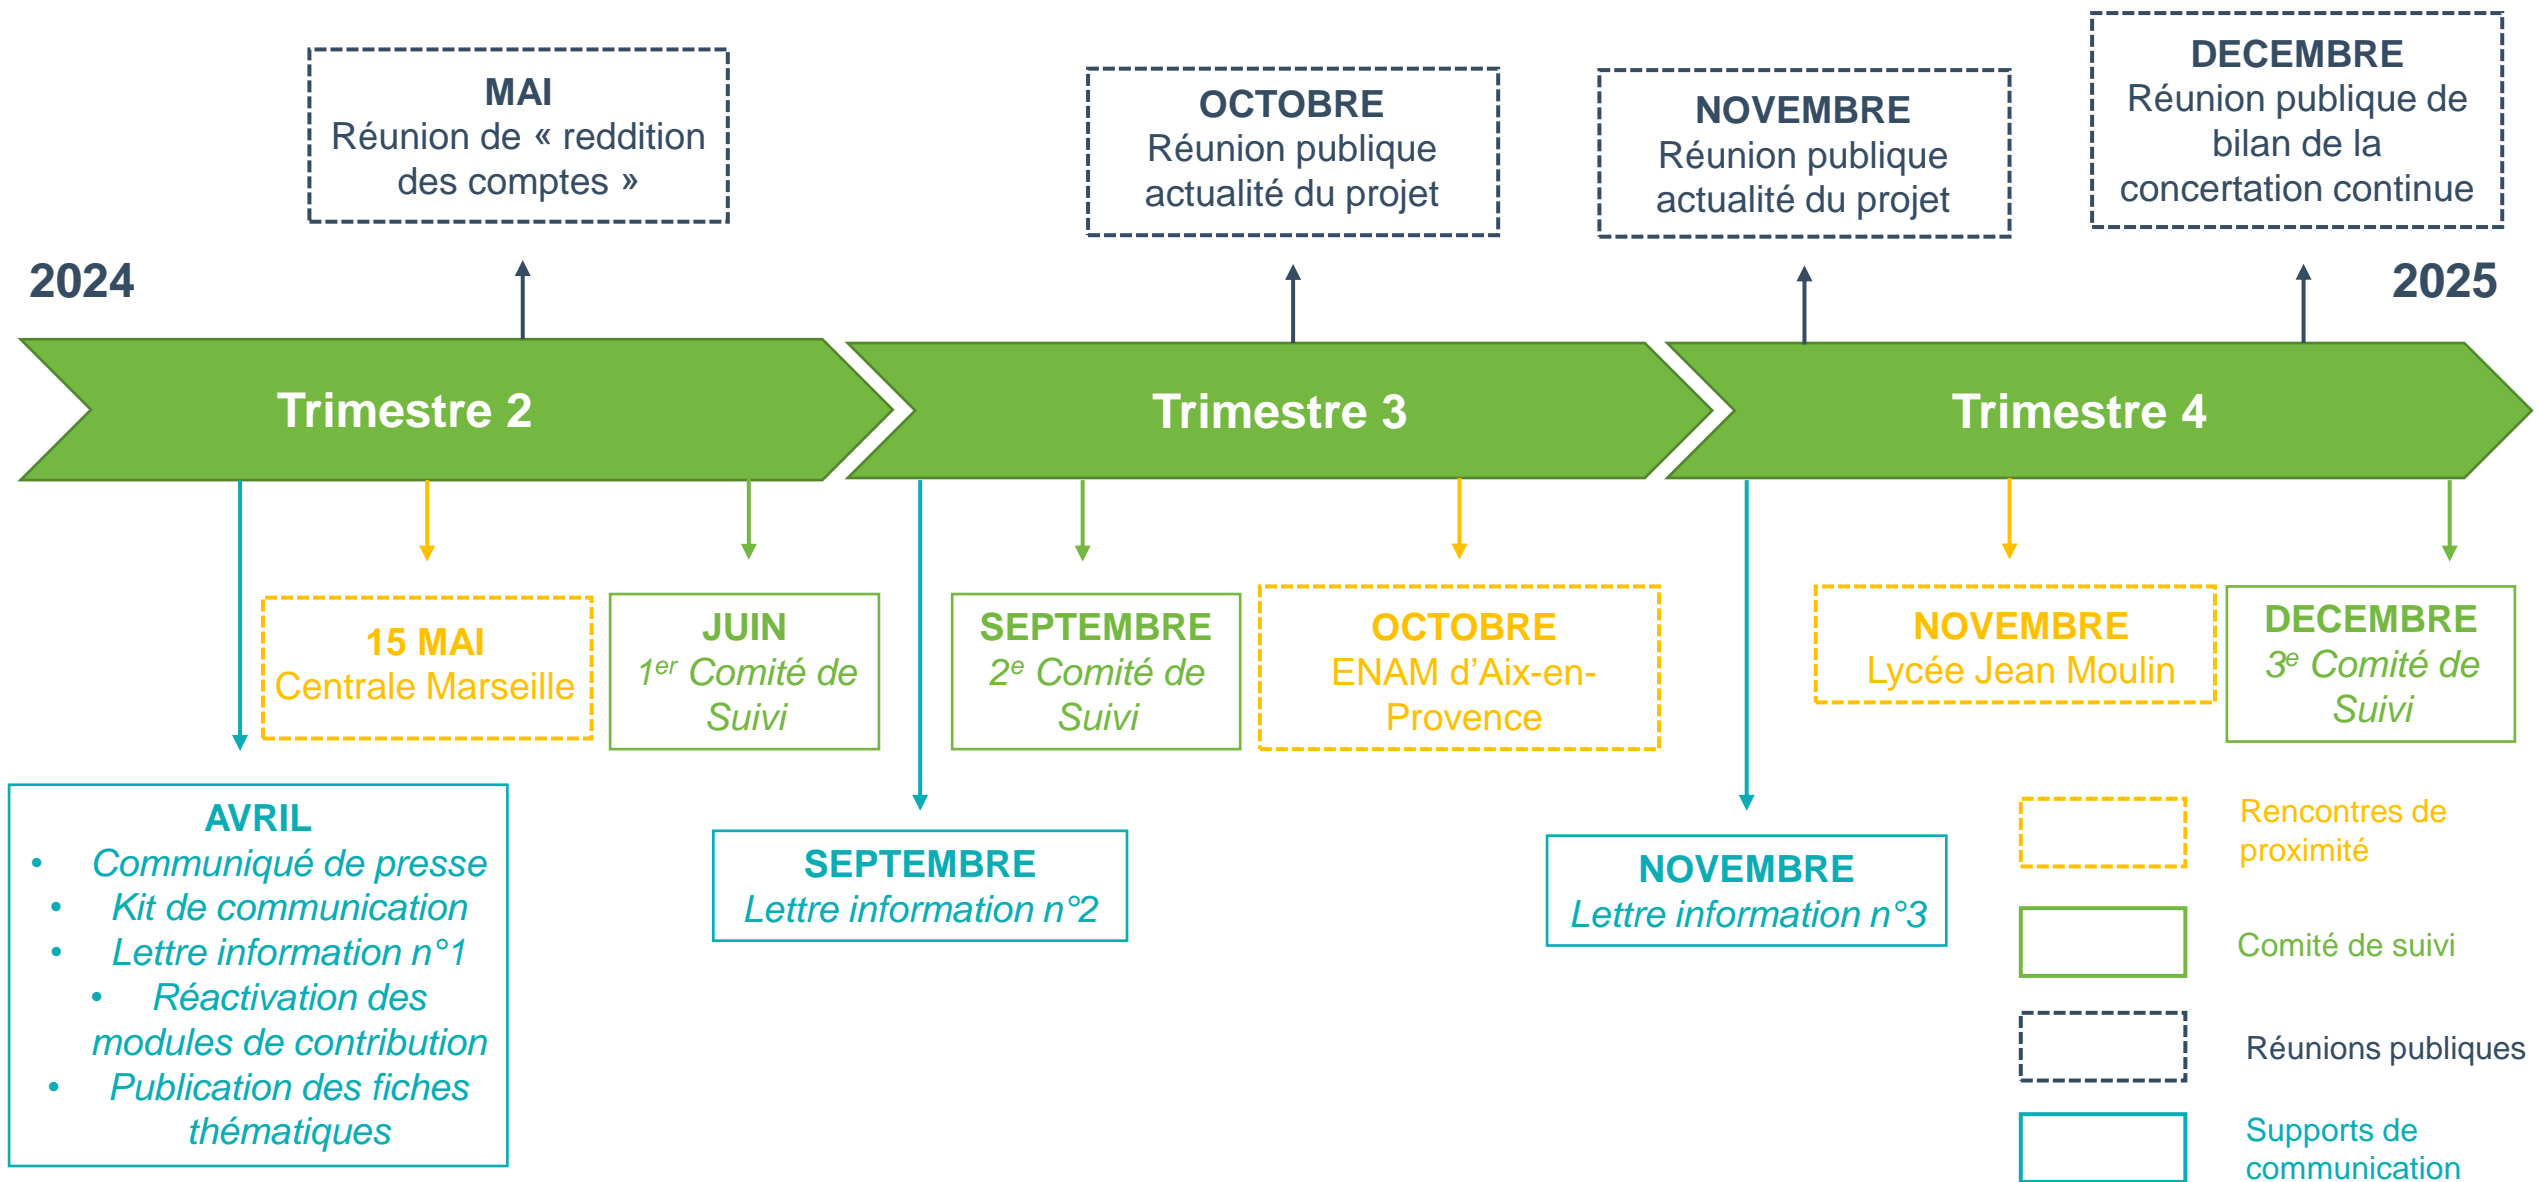 MAI
Réunion de « reddition
des comptes »
OCTOBRE
Réunion publique
actualité du projet
NOVEMBRE
Réunion publique
actualité du projet
DECEMBRE
Réunion publique de
bilan de la
concertation continue
2024
2025
Trimestre 2
Trimestre 3
Trimestre 4
15 MAI
Centrale Marseille
JUIN
1er Comité de
Suivi
SEPTEMBRE
2e Comité de
Suivi
OCTOBRE
ENAM d’Aix-en-
Provence
NOVEMBRE
Lycée Jean Moulin
DECEMBRE
3e Comité de
Suivi
AVRIL
• Communiqué de presse
• Kit de communication
• Lettre information n°1
• Réactivation des
modules de contribution
• Publication des fiches
thématiques
SEPTEMBRE
Lettre information n°2
NOVEMBRE
Lettre information n°3
Rencontres de
proximité
Comité de suivi
Réunions publiques
Supports de
communication